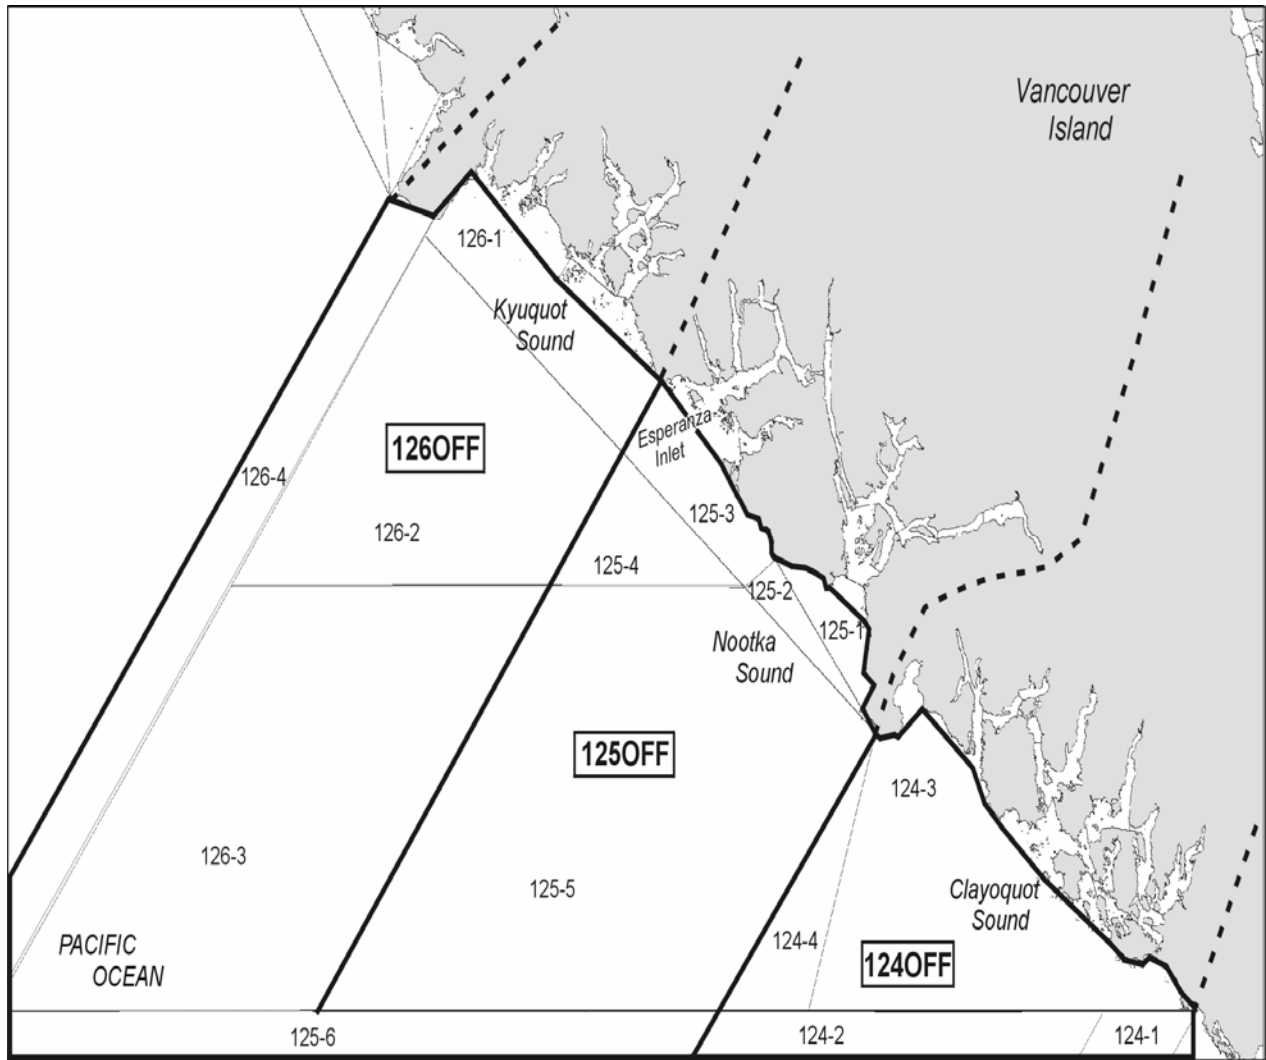 Vancouver
Island
126-1
Kyuquot
Sound
Esperanza
Inlet
126OFF
126-4
125-3
126-2
125-4
125-2
125-1
Nootka
Sound
125OFF
124-3
126-3
125-5
Clayoquot
Sound
124-4
PACIFIC
OCEAN
124OFF
125-6
124-2
124-1